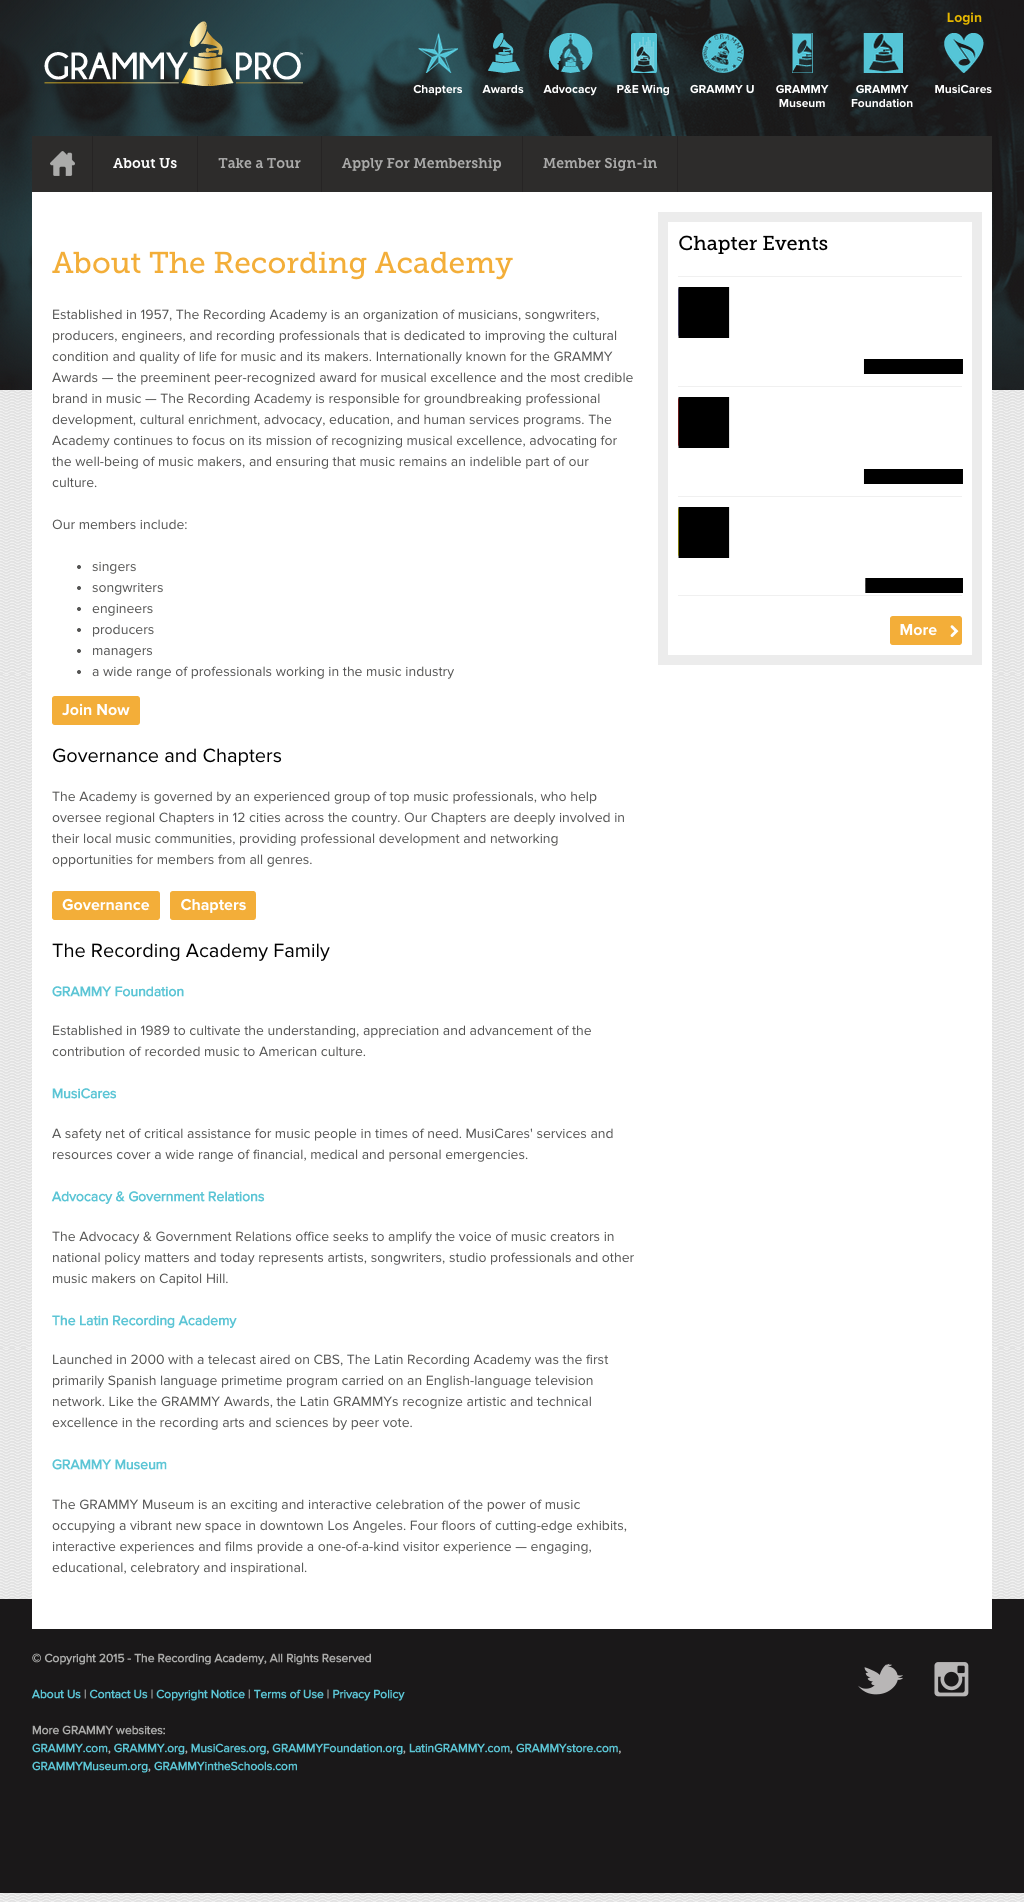 Login
GRAMMY PRO
Chapters
Awards
Advocacy
P&E Wing
GRAMMY U
GRAMMY
Museum
GRAMMY
Foundation
MusiCares
About Us
Take a Tour
Apply For Membership
Member Sign-in
About The Recording Academy
Established in 1957, The Recording Academy is an organization of musicians, songwriters,
producers, engineers, and recording professionals that is dedicated to improving the cultural
condition and quality of life for music and its makers. Internationally known for the GRAMMY
Awards — the preeminent peer-recognized award for musical excellence and the most credible
brand in music — The Recording Academy is responsible for groundbreaking professional
development, cultural enrichment, advocacy, education, and human services programs. The
Academy continues to focus on its mission of recognizing musical excellence, advocating for
the well-being of music makers, and ensuring that music remains an indelible part of our
culture.
Our members include:
• singers
• songwriters
• engineers
• producers
• managers
• a wide range of professionals working in the music industry
Join Now
Governance and Chapters
The Academy is governed by an experienced group of top music professionals, who help
oversee regional Chapters in 12 cities across the country. Our Chapters are deeply involved in
their local music communities, providing professional development and networking
opportunities for members from all genres.
Governance
Chapters
The Recording Academy Family
GRAMMY Foundation
Established in 1989 to cultivate the understanding, appreciation and advancement of the
contribution of recorded music to American culture.
MusiCares
A safety net of critical assistance for music people in times of need. MusiCares' services and
resources cover a wide range of financial, medical and personal emergencies.
Advocacy & Government Relations
The Advocacy & Government Relations office seeks to amplify the voice of music creators in
national policy matters and today represents artists, songwriters, studio professionals and other
music makers on Capitol Hill.
The Latin Recording Academy
Launched in 2000 with a telecast aired on CBS, The Latin Recording Academy was the first
primarily Spanish language primetime program carried on an English-language television
network. Like the GRAMMY Awards, the Latin GRAMMYs recognize artistic and technical
excellence in the recording arts and sciences by peer vote.
GRAMMY Museum
The GRAMMY Museum is an exciting and interactive celebration of the power of music
occupying a vibrant new space in downtown Los Angeles. Four floors of cutting-edge exhibits,
interactive experiences and films provide a one-of-a-kind visitor experience — engaging,
educational, celebratory and inspirational.
Chapter Events
More
© Copyright 2015 - The Recording Academy, All Rights Reserved
About Us | Contact Us | Copyright Notice | Terms of Use | Privacy Policy
More GRAMMY websites:
GRAMMY.com, GRAMMY.org, MusiCares.org, GRAMMYFoundation.org, LatinGRAMMY.com, GRAMMYstore.com,
GRAMMYMuseum.org, GRAMMYintheSchools.com